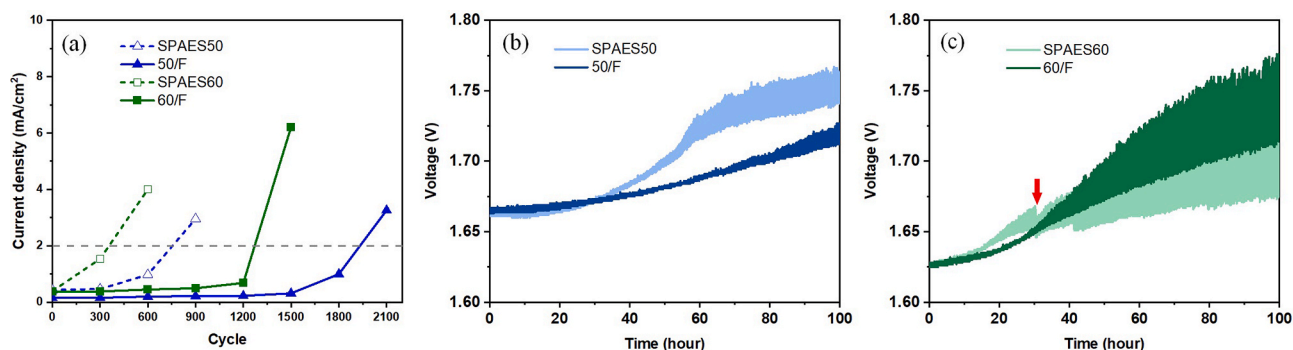 (a)
SPAES50
50/F
SPAES60
60/F
10
8
6
4
2
0
0 300 600 900 1200 1500 1800 2100
Current density (mA/cm²)
Cycle
(b)
SPAES50
50/F
1.80
1.75
1.70
1.65
1.60
0 20 40 60 80 100
Voltage (V)
Time (hour)
(c)
SPAES60
60/F
1.80
1.75
1.70
1.65
1.60
0 20 40 60 80 100
Voltage (V)
Time (hour)